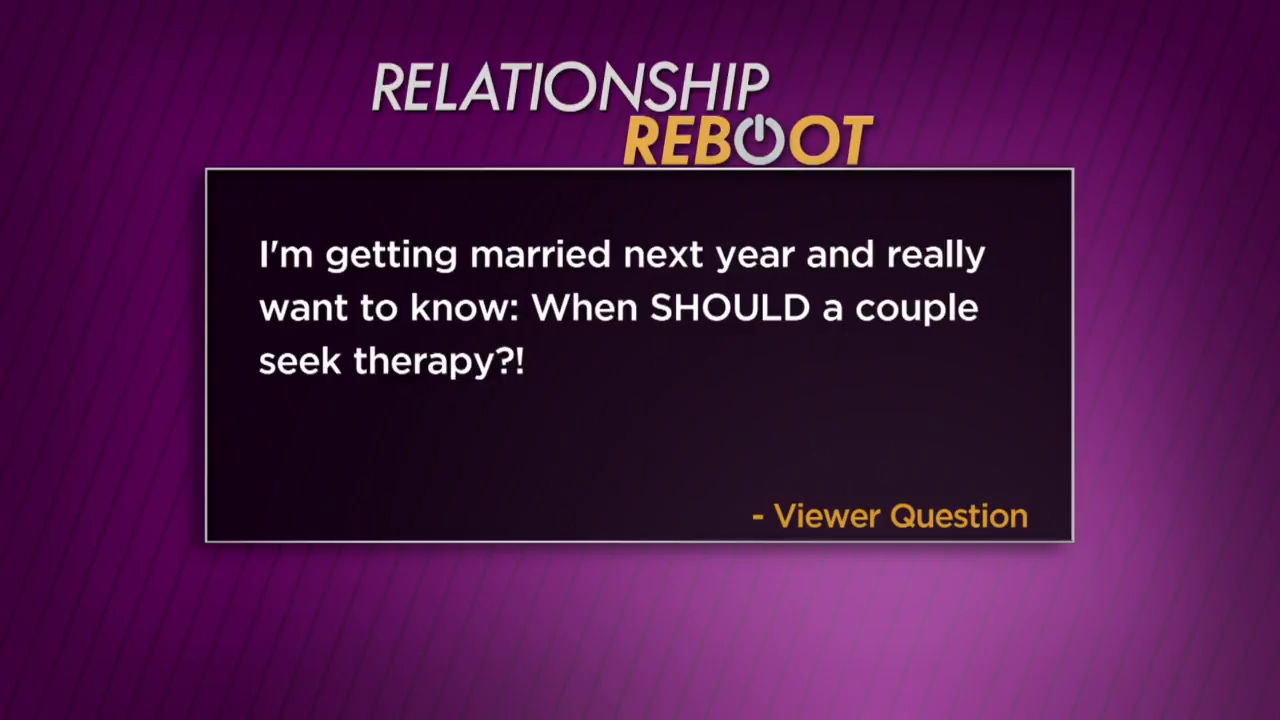 RELATIONSHIP
REBOOT
I'm getting married next year and really
want to know: When SHOULD a couple
seek therapy?!
- Viewer Question